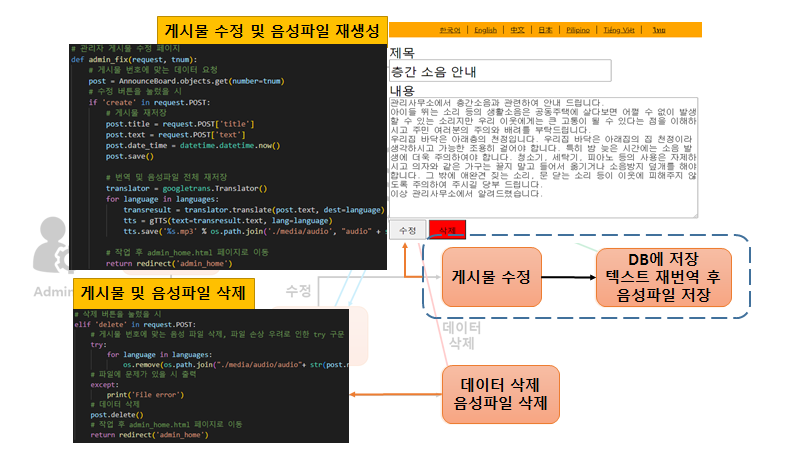 게시물 수정 및 음성파일 재생성
# 관리자 게시물 수정 페이지
def admin_fix(request, tnum):
# 게시물 번호에 맞는 데이터 요청
post = AnnounceBoard.objects.get(number=tnum)
# 수정 버튼을 눌렀을 시
if 'create' in request.POST:
# 게시물 재저장
post.title = request.POST['title']
post.text = request.POST['text']
post.date_time = datetime.datetime.now()
post.save()
# 번역 및 음성파일 전체 재저장
translator = googletrans.Translator()
for language in languages:
transresult = translator.translate(post.text, dest=language)
tts = gTTS(text=transresult.text, lang=language)
tts.save('%s.mp3' % os.path.join('./media/audio', "audio" + s
# 작업 후 admin_home.html 페이지로 이동
return redirect('admin_home')
한국어 | English | 中文 | 日本 | Pilipino | Tiếng Việt | ไทย
제목
층간 소음 안내
내용
관리사무소에서 층간소음과 관련하여 안내 드립니다.
아이들 뛰는 소리 등의 생활소음은 공동주택에 살다보면 어쩔 수 없이 발생
할 수 있는 소리지만 우리 이웃에게는 큰 고통이 될 수 있다는 점을 이해하
시고 주민 여러분의 주의와 배려를 부탁드립니다.
우리집 바닥은 아래층의 천정입니다. 우리집 바닥은 아래집의 집 천정이라
생각하시고 가능한 조용히 걸어야 합니다. 특히 밤 늦은 시간에는 소음 발
생에 더욱 주의하여야 합니다. 청소기, 세탁기, 피아노 등의 사용은 자제하
시고 의자와 같은 가구는 끌지 말고 들어서 옮기거나 소음방지 덮개를 해야
합니다. 그 밖에 애완견 짖는 소리, 문 닫는 소리 등이 이웃에 피해주지 않
도록 주의하여 주시길 당부 드립니다.
이상 관리사무소에서 알려드렸습니다.
수정 삭제
Admin
수정
게시물 수정
DB에 저장
텍스트 재번역 후
음성파일 저장
게시물 및 음성파일 삭제
# 삭제 버튼을 눌렀을 시
elif 'delete' in request.POST:
# 게시물 번호에 맞는 음성 파일 삭제, 파일 손상 우려로 인한 try 구문
try:
for language in languages:
os.remove(os.path.join("./media/audio/audio"+ str(post.n
# 파일에 문제가 있을 시 출력
except:
print('File error')
# 데이터 삭제
post.delete()
# 작업 후 admin_home.html 페이지로 이동
return redirect('admin_home')
데이터
삭제
데이터 삭제
음성파일 삭제